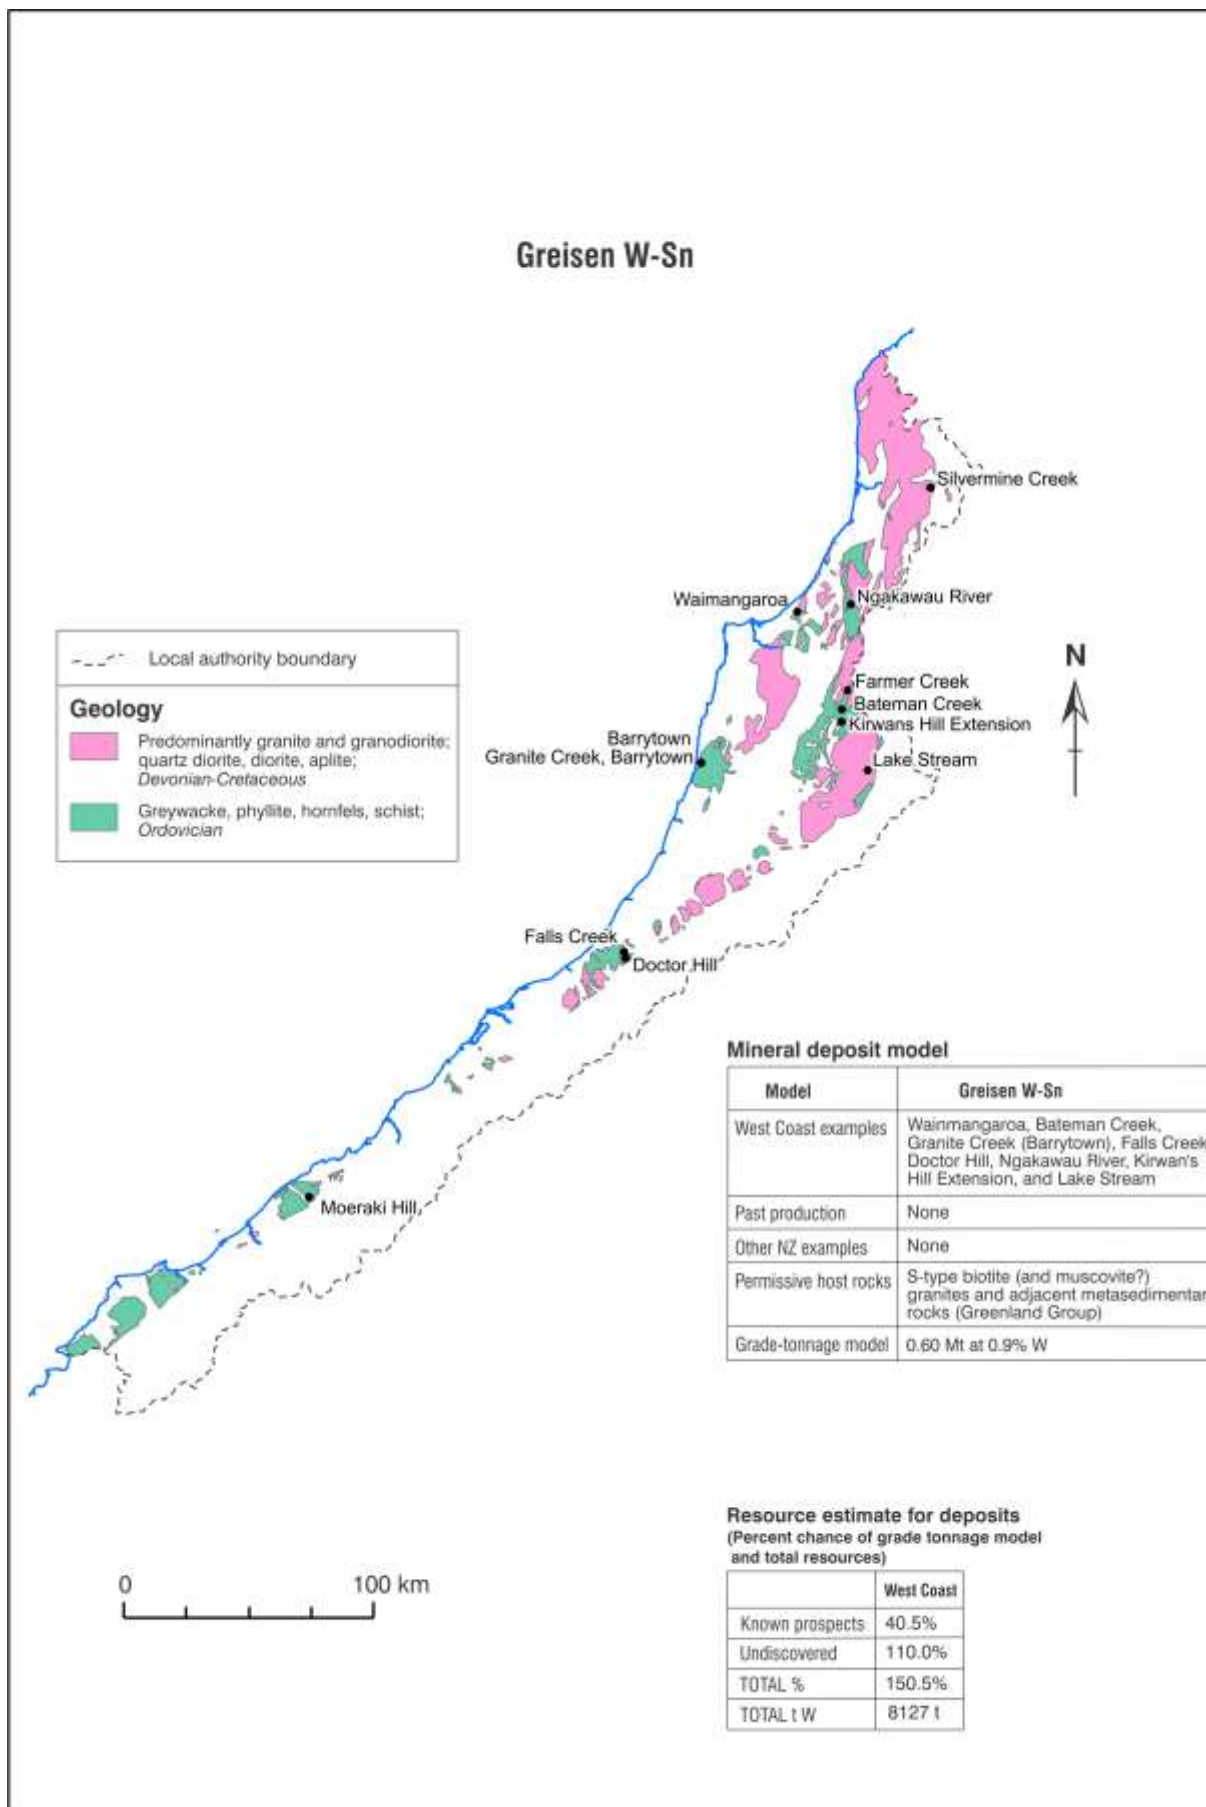 Greisen W-Sn
Silvermine Creek
Waimangaroa
Ngakawau River
Farmer Creek
Bateman Creek
Kirwans Hill Extension
Barrytown
Granite Creek, Barrytown
Lake Stream
Falls Creek
Doctor Hill
Moeraki Hill
N
Local authority boundary
Geology
Predominantly granite and granodiorite;
quartz diorite, diorite, aplite;
Devonian-Cretaceous
Greywacke, phyllite, hornfels, schist;
Ordovician
Mineral deposit model
Model Greisen W-Sn
West Coast examples Wainmangaroa, Bateman Creek,
Granite Creek (Barrytown), Falls Creek
Doctor Hill, Ngakawau River, Kirwan's
Hill Extension, and Lake Stream
Past production None
Other NZ examples None
Permissive host rocks S-type biotite (and muscovite?)
granites and adjacent metasedimentar
rocks (Greenland Group)
Grade-tonnage model 0.60 Mt at 0.9% W
Resource estimate for deposits
(Percent chance of grade tonnage model
and total resources)
West Coast
Known prospects 40.5%
Undiscovered 110.0%
TOTAL % 150.5%
TOTAL t W 8127 t
0 100 km